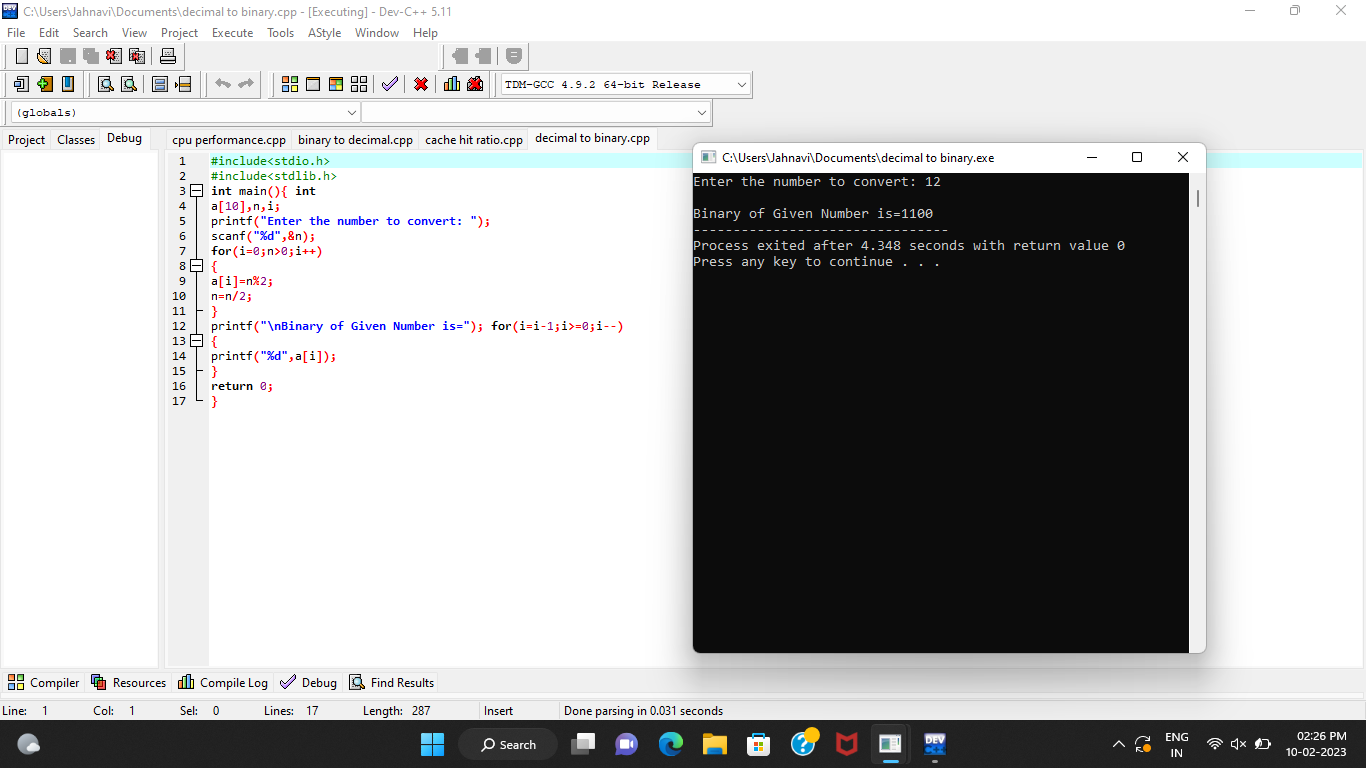 C:\Users\Jahnavi\Documents\decimal to binary.cpp - [Executing] - Dev-C++ 5.11
File Edit Search View Project Execute Tools AStyle Window Help
TDM-GCC 4.9.2 64-bit Release
(globals)
Project Classes Debug
cpu performance.cpp binary to decimal.cpp cache hit ratio.cpp decimal to binary.cpp
1 #include<stdio.h>
2 #include<stdlib.h>
3 int main(){ int
4 a[10],n,i;
5 printf("Enter the number to convert: ");
6 scanf("%d",&n);
7 for(i=0;n>0;i++)
8 {
9 a[i]=n%2;
10 n=n/2;
11 }
12 printf("\nBinary of Given Number is="); for(i=i-1;i>=0;i--)
13 {
14 printf("%d",a[i]);
15 }
16 return 0;
17 }
C:\Users\Jahnavi\Documents\decimal to binary.exe
Enter the number to convert: 12
Binary of Given Number is=1100
--------------------------------
Process exited after 4.348 seconds with return value 0
Press any key to continue . . .
Compiler Resources Compile Log Debug Find Results
Line: 1 Col: 1 Sel: 0 Lines: 17 Length: 287 Insert Done parsing in 0.031 seconds
Search
DEV
ENG
IN
02:26 PM
10-02-2023